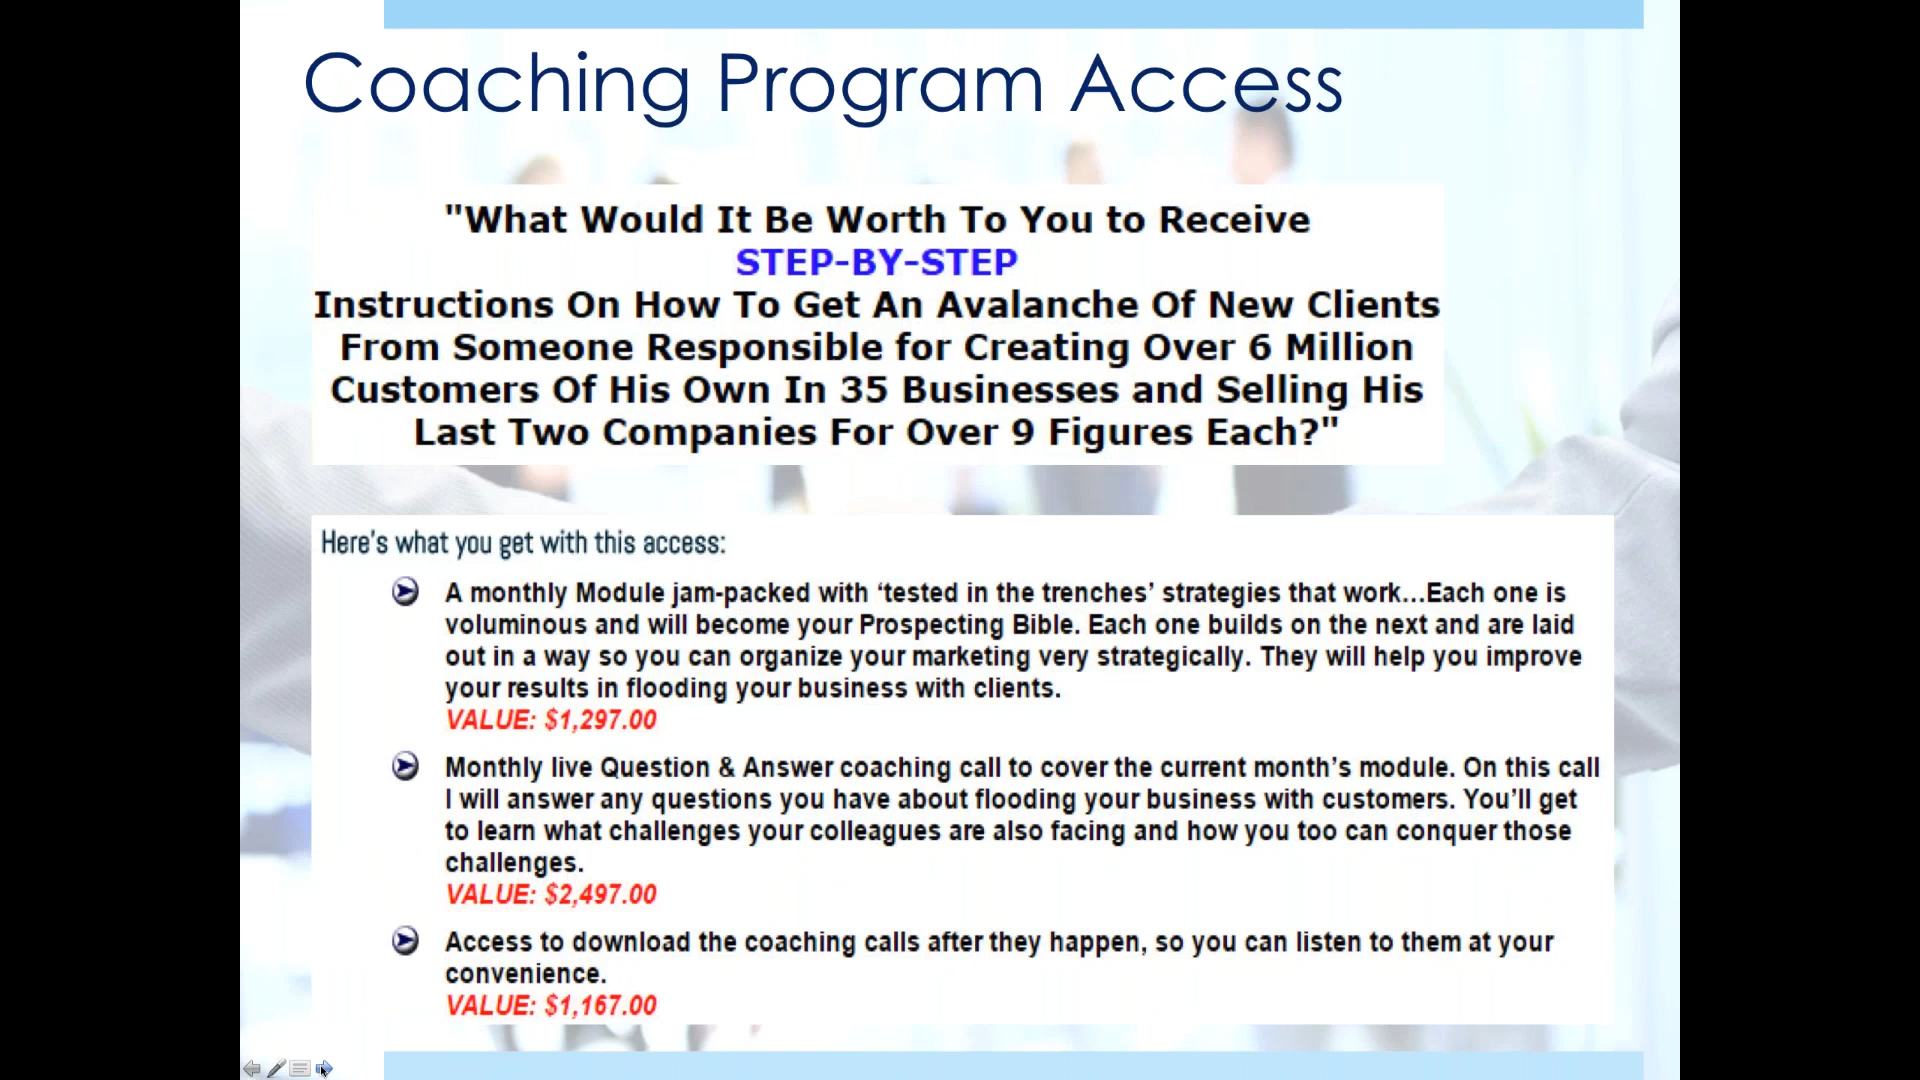 Coaching Program Access
"What Would It Be Worth To You to Receive
STEP-BY-STEP
Instructions On How To Get An Avalanche Of New Clients
From Someone Responsible for Creating Over 6 Million
Customers Of His Own In 35 Businesses and Selling His
Last Two Companies For Over 9 Figures Each?"
Here's what you get with this access:
A monthly Module jam-packed with ‘tested in the trenches’ strategies that work...Each one is
voluminous and will become your Prospecting Bible. Each one builds on the next and are laid
out in a way so you can organize your marketing very strategically. They will help you improve
your results in flooding your business with clients.
VALUE: $1,297.00
Monthly live Question & Answer coaching call to cover the current month’s module. On this call
I will answer any questions you have about flooding your business with customers. You’ll get
to learn what challenges your colleagues are also facing and how you too can conquer those
challenges.
VALUE: $2,497.00
Access to download the coaching calls after they happen, so you can listen to them at your
convenience.
VALUE: $1,167.00